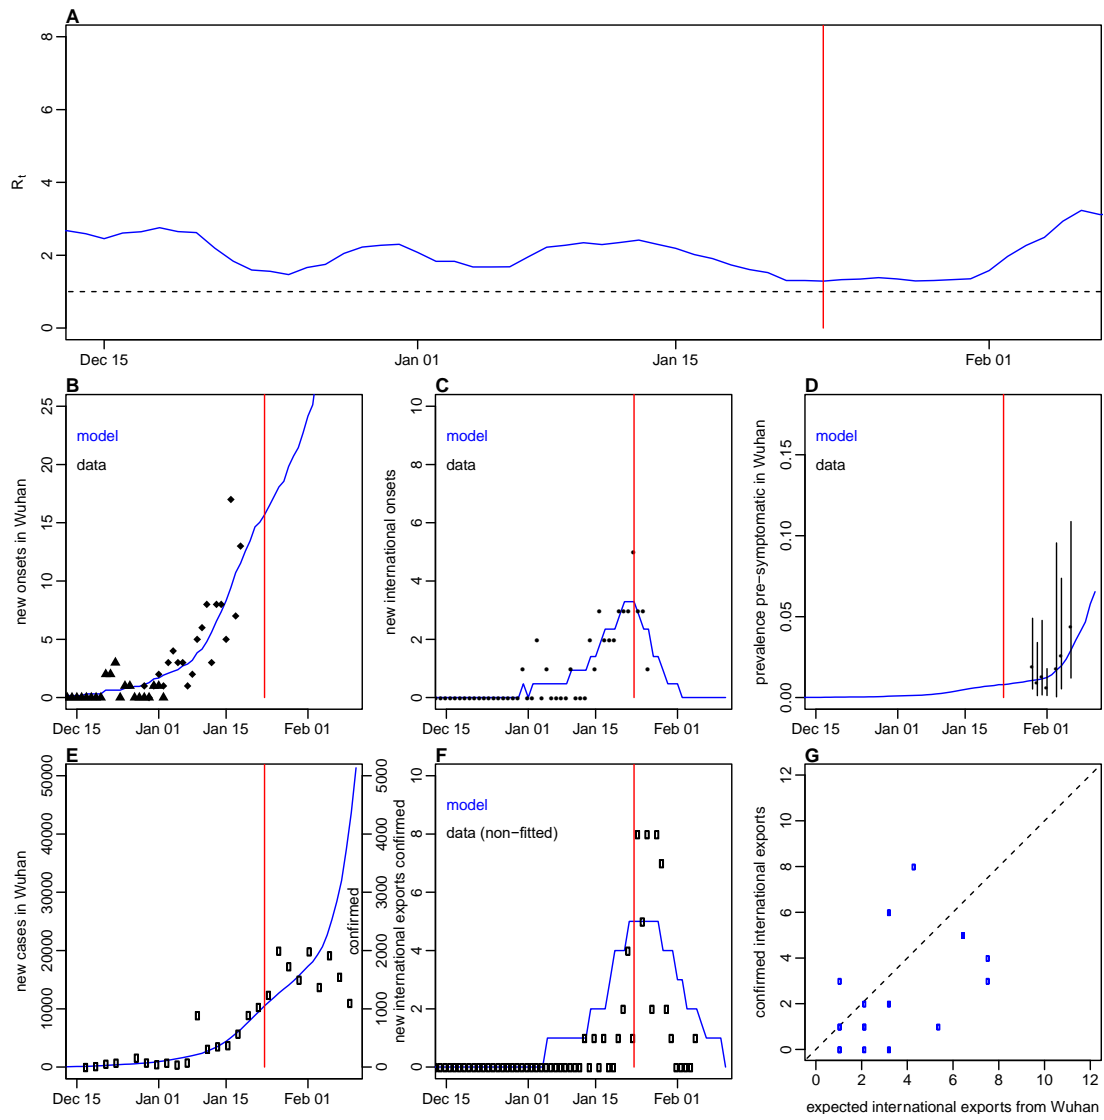 A
8
6
4
2
0
Rt
Dec 15 Jan 01 Jan 15 Feb 01
B
model
data
25
20
15
10
5
0
new onsets in Wuhan
Dec 15 Jan 01 Jan 15 Feb 01
C
model
data
10
8
6
4
2
0
new international onsets
Dec 15 Jan 01 Jan 15 Feb 01
D
model
data
0.15
0.10
0.05
0.00
prevalence pre−symptomatic in Wuhan
Dec 15 Jan 01 Jan 15 Feb 01
E
50000
40000
30000
20000
10000
0
new cases in Wuhan
5000
4000
3000
2000
1000
0
confirmed
Dec 15 Jan 01 Jan 15 Feb 01
F
model
data (non−fitted)
10
8
6
4
2
0
new international exports confirmed
Dec 15 Jan 01 Jan 15 Feb 01
G
12
10
8
6
4
2
0
confirmed international exports
0 2 4 6 8 10 12
expected international exports from Wuhan